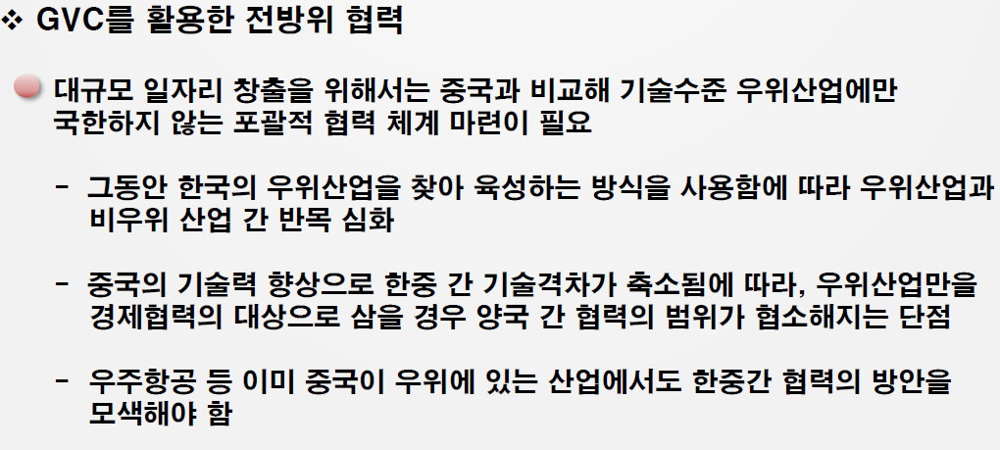 ❖ GVC를 활용한 전방위 협력
대규모 일자리 창출을 위해서는 중국과 비교해 기술수준 우위산업에만
국한하지 않는 포괄적 협력 체계 마련이 필요
- 그동안 한국의 우위산업을 찾아 육성하는 방식을 사용함에 따라 우위산업과
비우위 산업 간 반목 심화
- 중국의 기술력 향상으로 한중 간 기술격차가 축소됨에 따라, 우위산업만을
경제협력의 대상으로 삼을 경우 양국 간 협력의 범위가 협소해지는 단점
- 우주항공 등 이미 중국이 우위에 있는 산업에서도 한중간 협력의 방안을
모색해야 함